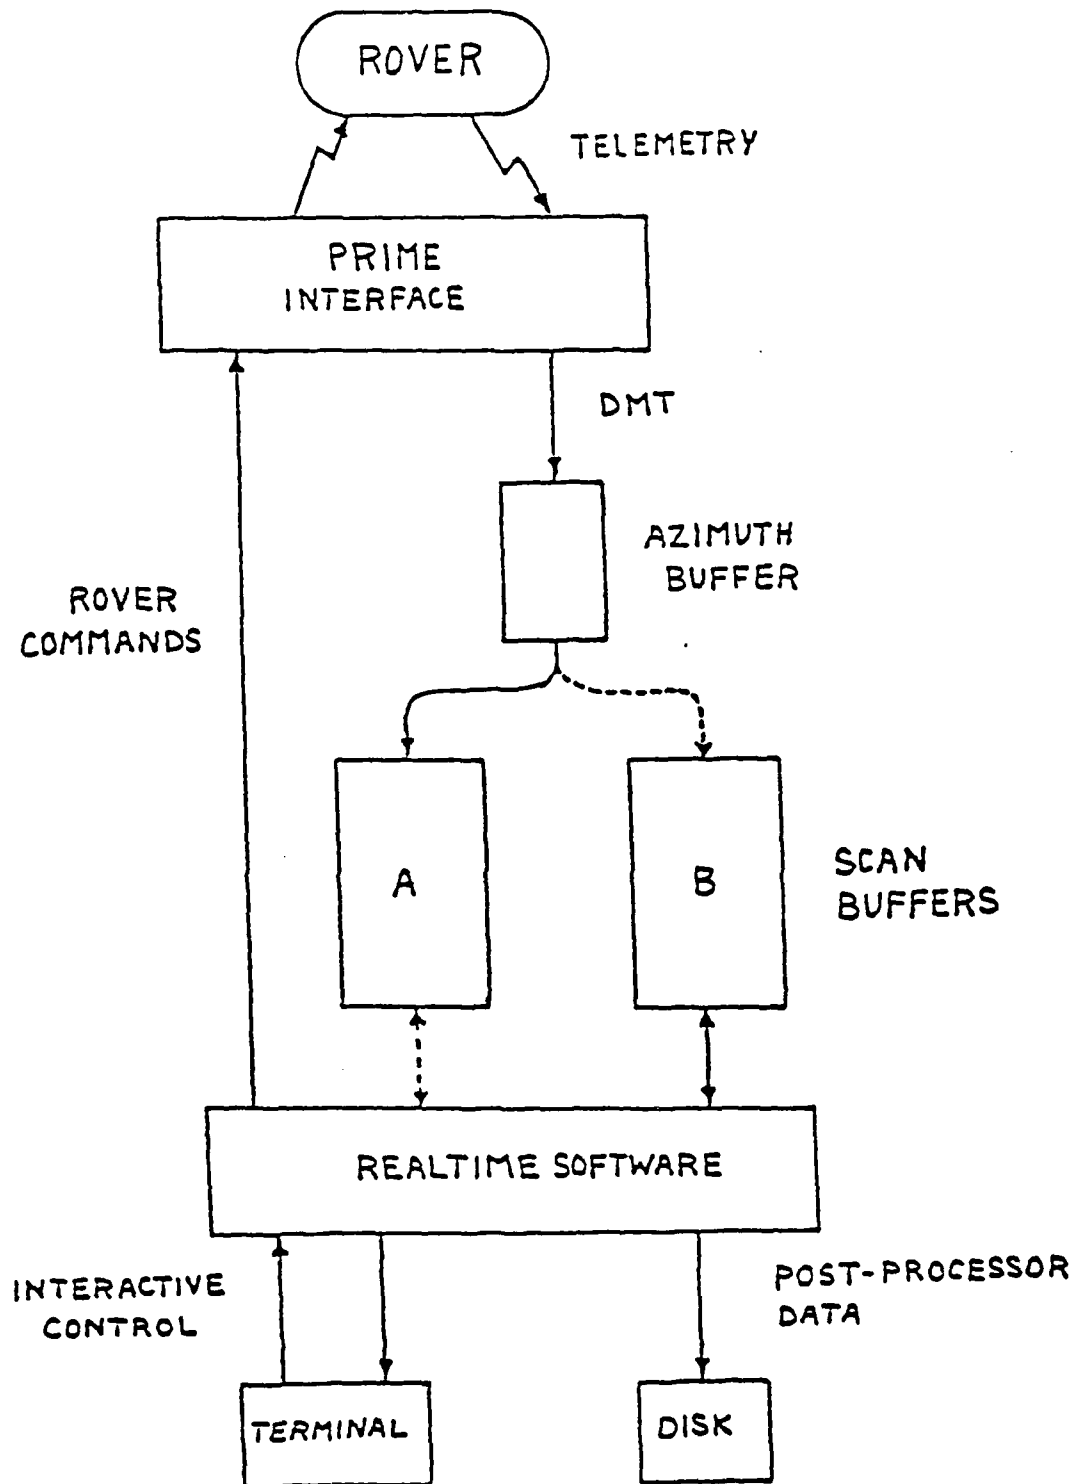 ROVER
TELEMETRY
PRIME
INTERFACE
DMT
AZIMUTH
BUFFER
ROVER
COMMANDS
A
B
SCAN
BUFFERS
REALTIME SOFTWARE
INTERACTIVE
CONTROL
POST-PROCESSOR
DATA
TERMINAL
DISK